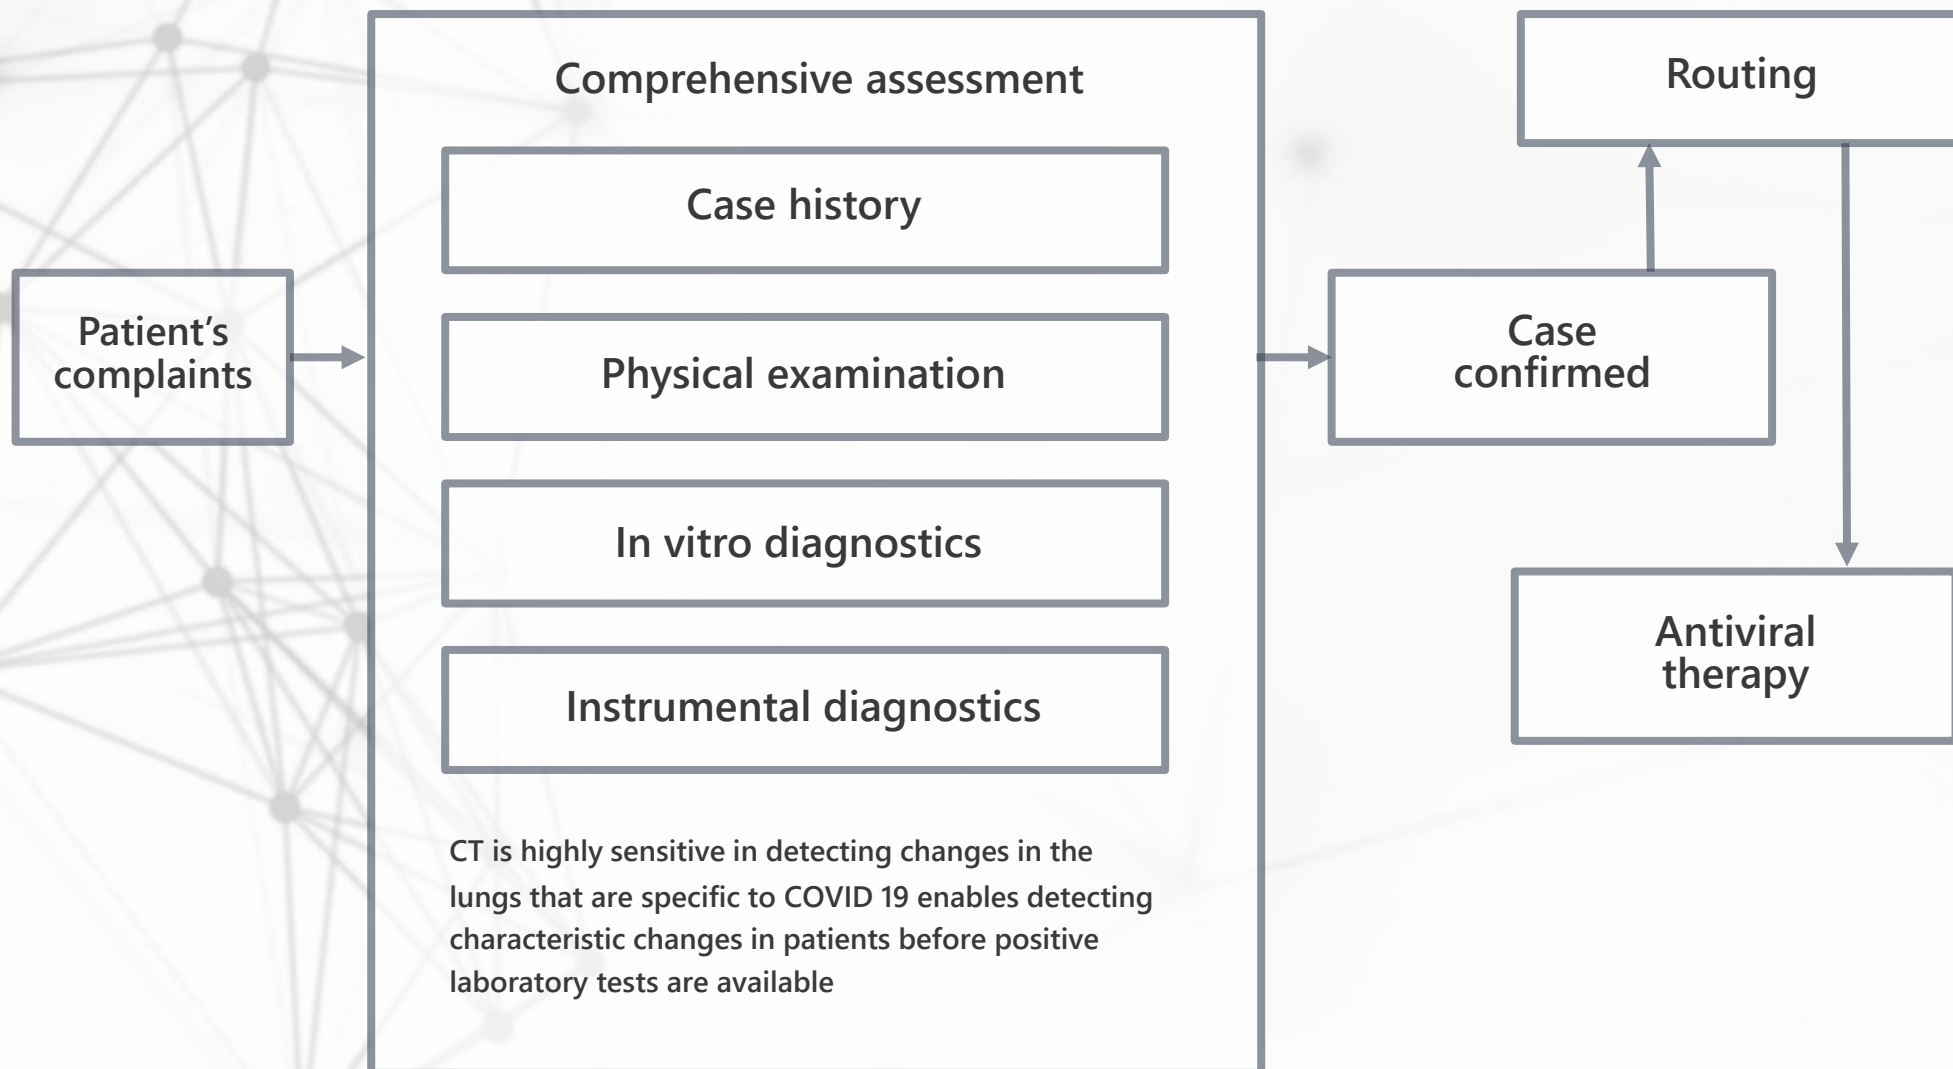 Patient’s
complaints
Comprehensive assessment
Case history
Physical examination
In vitro diagnostics
Instrumental diagnostics
CT is highly sensitive in detecting changes in the
lungs that are specific to COVID 19 enables detecting
characteristic changes in patients before positive
laboratory tests are available
Case
confirmed
Routing
Antiviral
therapy